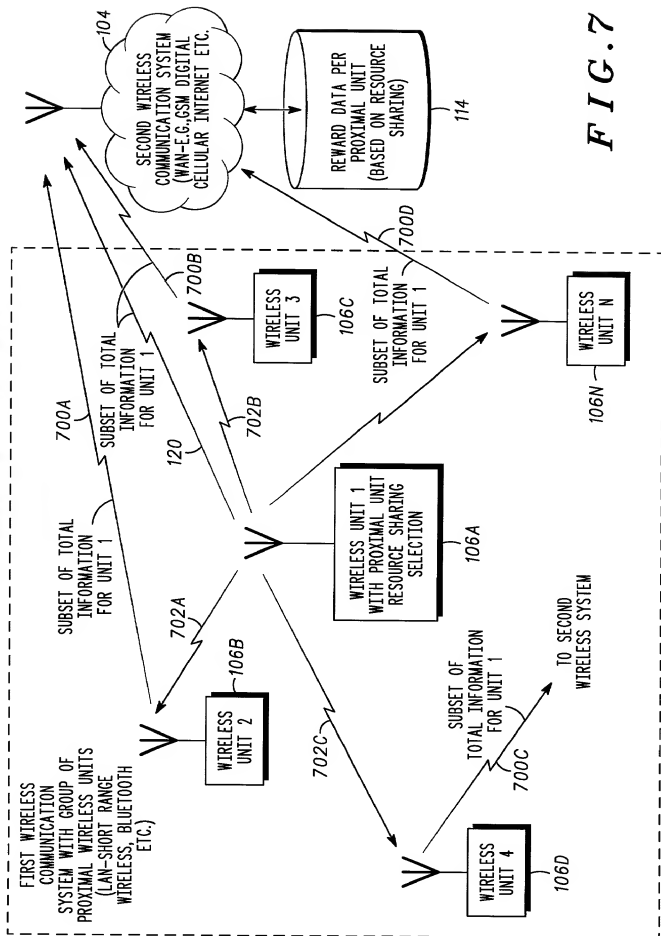 FIRST WIRELESS
COMMUNICATION
SYSTEM WITH GROUP OF
PROXIMAL WIRELESS UNITS
(LAN-SHORT RANGE
WIRELESS, BLUETOOTH
ETC.)
SUBSET OF TOTAL
INFORMATION
FOR UNIT 1
700A
SUBSET OF TOTAL
INFORMATION
FOR UNIT 1
120
700B
104
SECOND WIRELESS
COMMUNICATION SYSTEM
(WAN-E.G.,GSM DIGITAL
CELLULAR INTERNET ETC.
REWARD DATA PER
PROXIMAL UNIT
(BASED ON RESOURCE
SHARING)
114
702A
WIRELESS
UNIT 2
106B
702B
WIRELESS
UNIT 3
106C
WIRELESS UNIT 1
WITH PROXIMAL UNIT
RESOURCE SHARING
SELECTION
106A
702C
WIRELESS
UNIT 4
106D
SUBSET OF
TOTAL INFORMATION
FOR UNIT 1
700C
TO SECOND
WIRELESS SYSTEM
SUBSET OF TOTAL
INFORMATION
FOR UNIT 1
700D
WIRELESS
UNIT N
106N
FIG.7